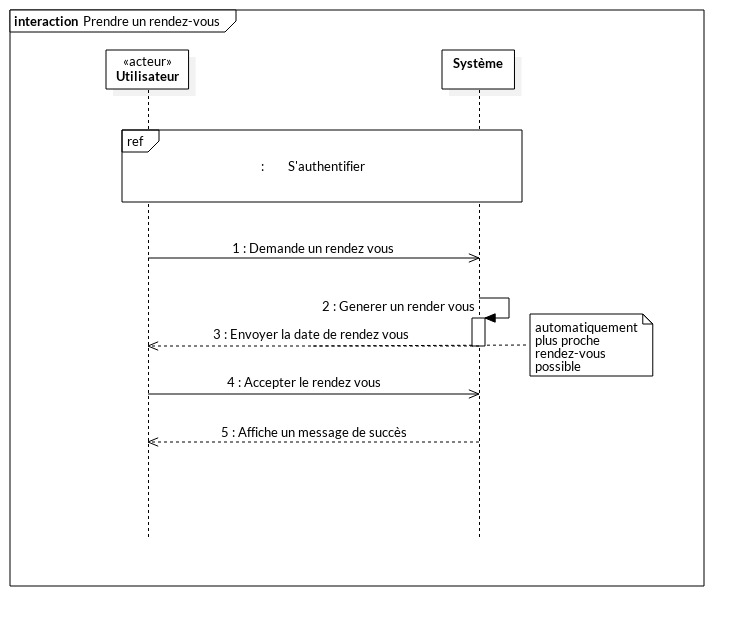 interaction Prendre un rendez-vous
«acteur»
Utilisateur
Système
ref
: S'authentifier
1 : Demande un rendez vous
2 : Generer un render vous
3 : Envoyer la date de rendez vous
automatiquement
plus proche
rendez-vous
possible
4 : Accepter le rendez vous
5 : Affiche un message de succès